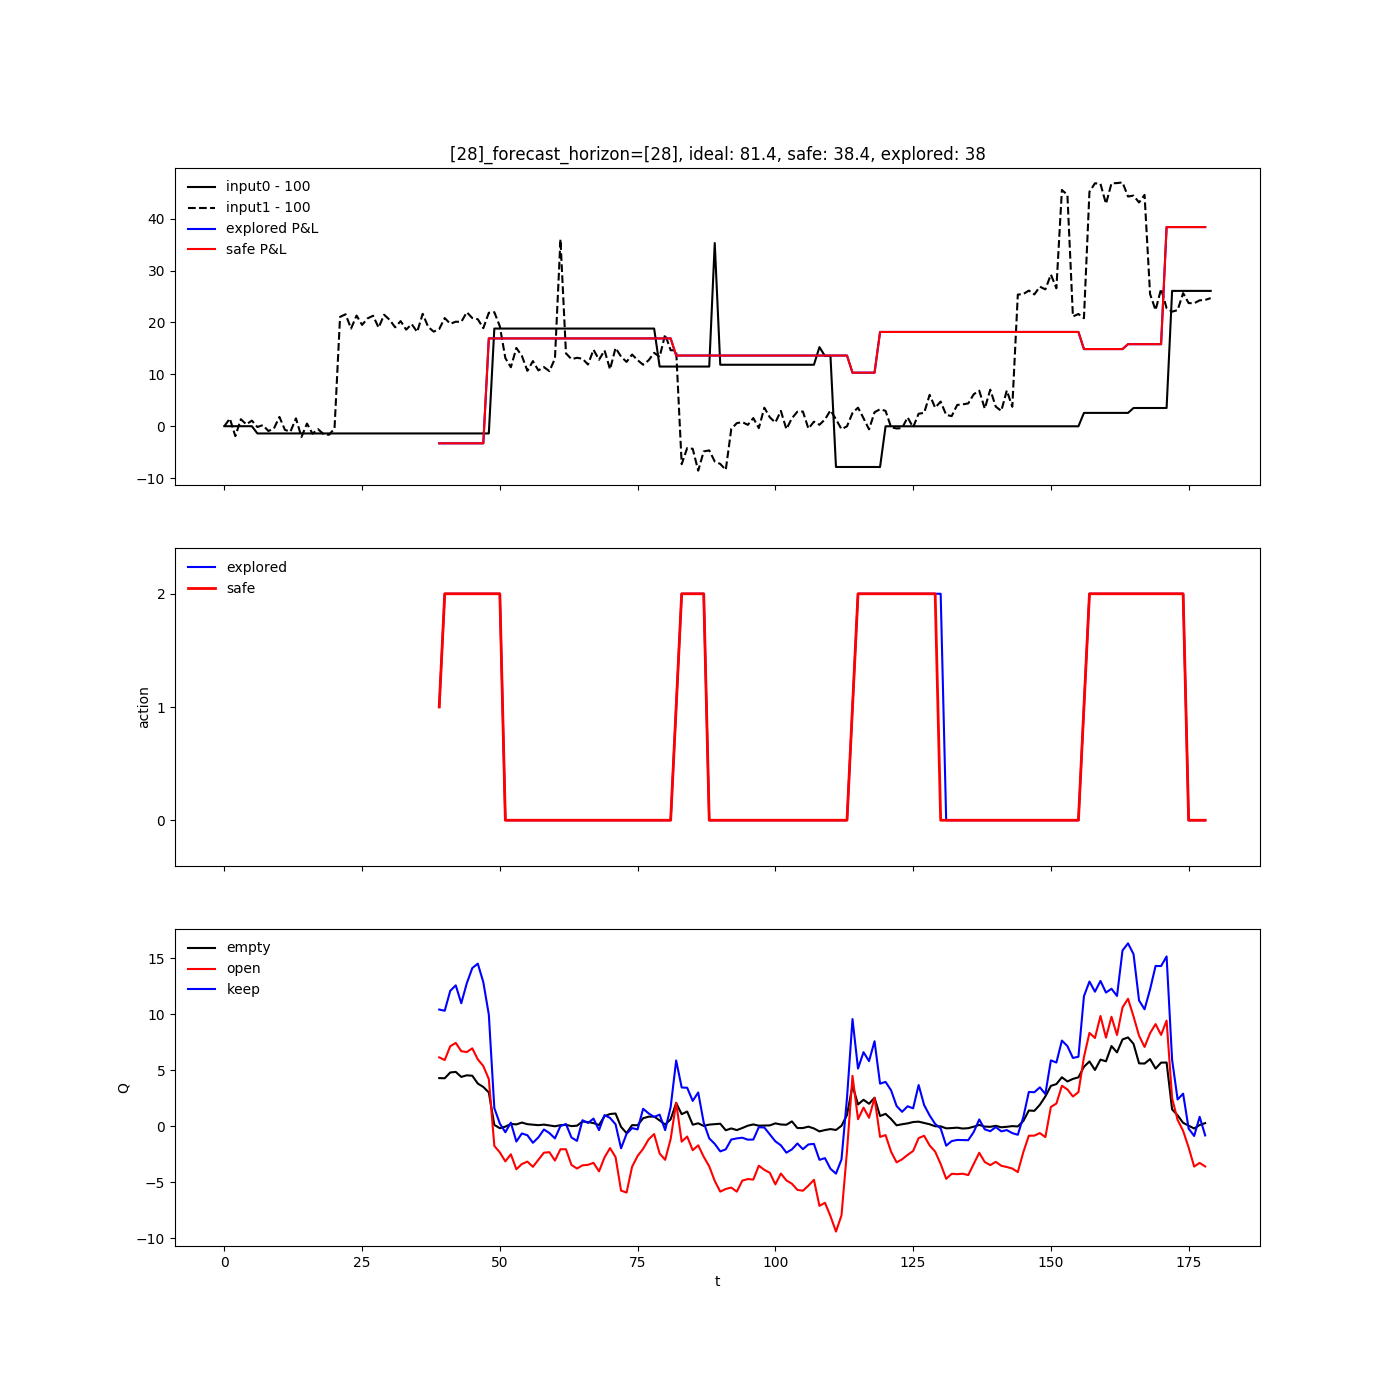 [28]_forecast_horizon=[28], ideal: 81.4, safe: 38.4, explored: 38
input0 - 100
input1 - 100
explored P&L
safe P&L
40
30
20
10
0
−10
explored
safe
2
1
0
action
empty
open
keep
15
10
5
0
−5
−10
Q
0 25 50 75 100 125 150 175
t